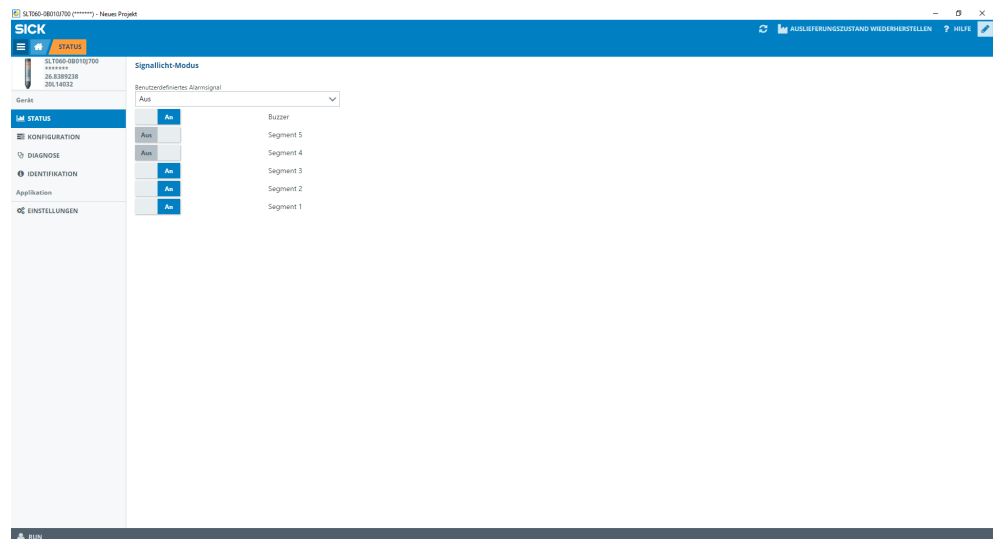 SLT060-0B010J700 (*******) - Neues Projekt
SICK
AUSLIEFERUNGSZUSTAND WIEDERHERSTELLEN
? HILFE
STATUS
SLT060-0B010J700
*******
26.8389238
20L14032
Gerät
STATUS
KONFIGURATION
DIAGNOSE
IDENTIFIKATION
Applikation
EINSTELLUNGEN
Signallicht-Modus
Benutzerdefiniertes Alarmsignal
Aus
An Buzzer
Aus Segment 5
Aus Segment 4
An Segment 3
An Segment 2
An Segment 1
RUN